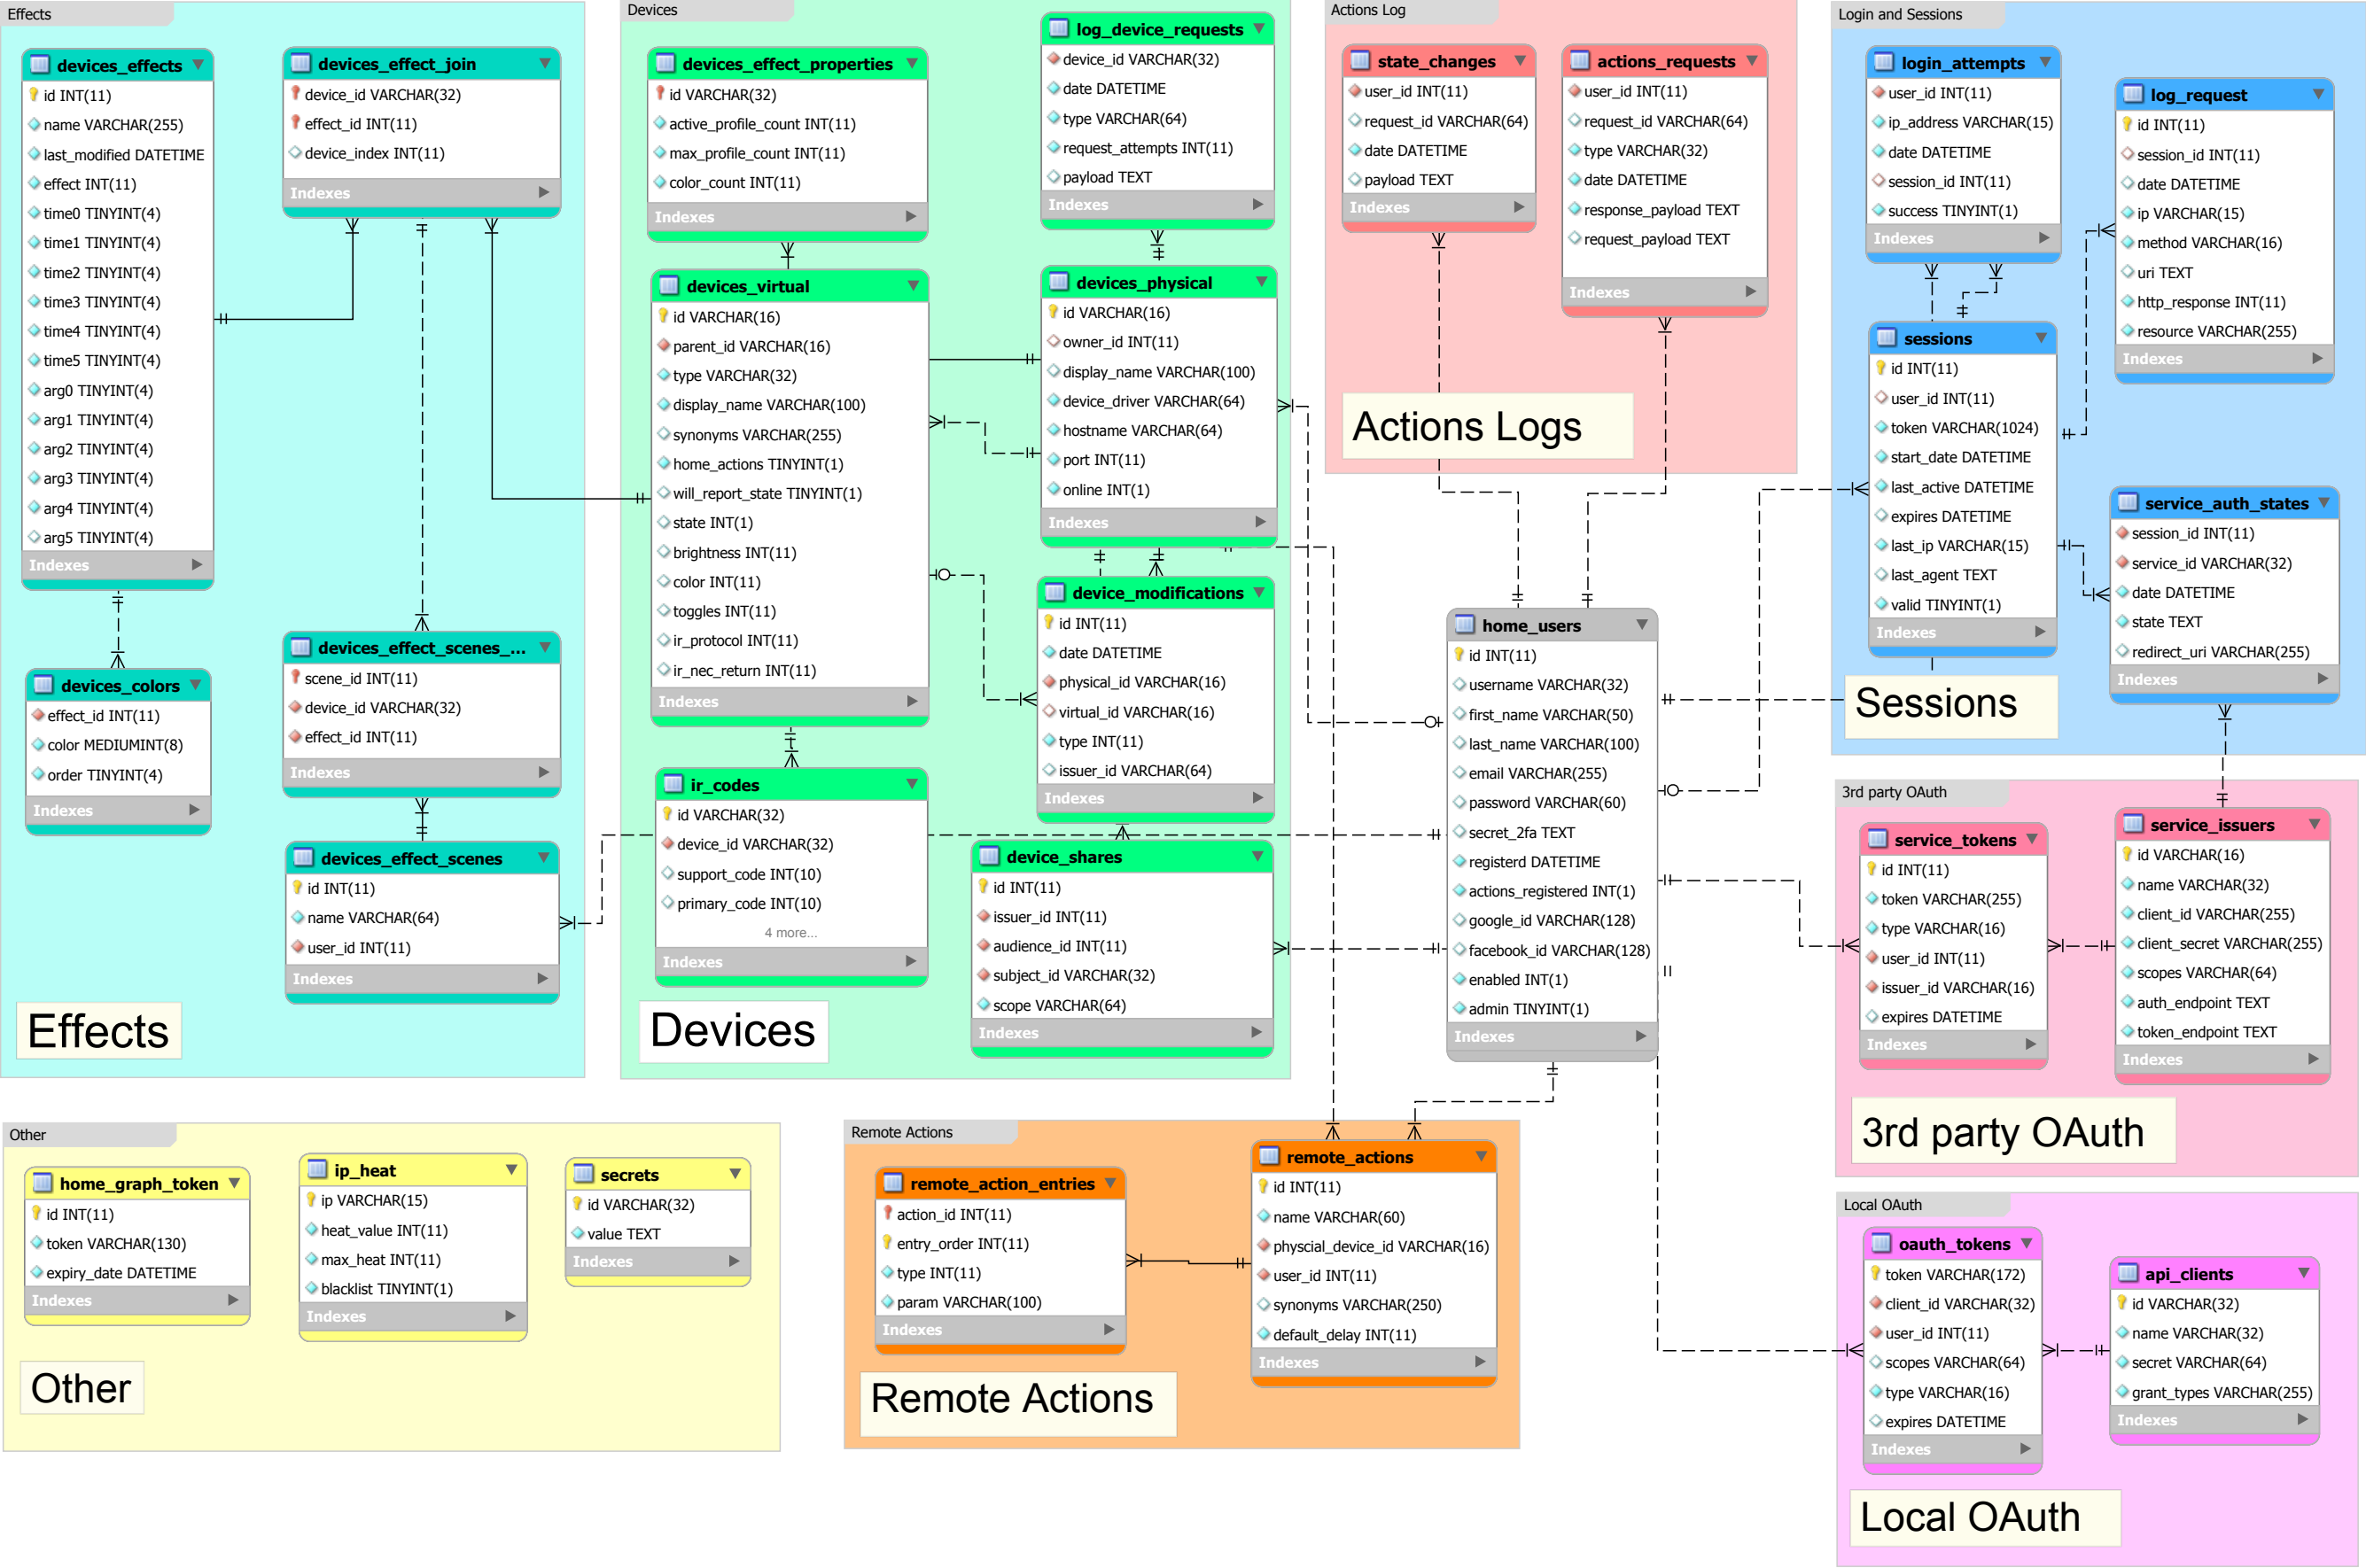 Effects
devices_effects
id INT(11)
name VARCHAR(255)
last_modified DATETIME
effect INT(11)
time0 TINYINT(4)
time1 TINYINT(4)
time2 TINYINT(4)
time3 TINYINT(4)
time4 TINYINT(4)
time5 TINYINT(4)
arg0 TINYINT(4)
arg1 TINYINT(4)
arg2 TINYINT(4)
arg3 TINYINT(4)
arg4 TINYINT(4)
arg5 TINYINT(4)
Indexes
devices_effect_join
device_id VARCHAR(32)
effect_id INT(11)
device_index INT(11)
Indexes
devices_colors
effect_id INT(11)
color MEDIUMINT(8)
order TINYINT(4)
Indexes
devices_effect_scenes_...
scene_id INT(11)
device_id VARCHAR(32)
effect_id INT(11)
Indexes
devices_effect_scenes
id INT(11)
name VARCHAR(64)
user_id INT(11)
Indexes
Effects
Devices
devices_effect_properties
id VARCHAR(32)
active_profile_count INT(11)
max_profile_count INT(11)
color_count INT(11)
Indexes
log_device_requests
device_id VARCHAR(32)
date DATETIME
type VARCHAR(64)
request_attempts INT(11)
payload TEXT
Indexes
devices_virtual
id VARCHAR(16)
parent_id VARCHAR(16)
type VARCHAR(32)
display_name VARCHAR(100)
synonyms VARCHAR(255)
home_actions TINYINT(1)
will_report_state TINYINT(1)
state INT(1)
brightness INT(11)
color INT(11)
toggles INT(11)
ir_protocol INT(11)
ir_nec_return INT(11)
Indexes
devices_physical
id VARCHAR(16)
owner_id INT(11)
display_name VARCHAR(100)
device_driver VARCHAR(64)
hostname VARCHAR(64)
port INT(11)
online INT(1)
Indexes
device_modifications
id INT(11)
date DATETIME
physical_id VARCHAR(16)
virtual_id VARCHAR(16)
type INT(11)
issuer_id VARCHAR(64)
Indexes
ir_codes
id VARCHAR(32)
device_id VARCHAR(32)
support_code INT(10)
primary_code INT(10)
4 more...
Indexes
device_shares
id INT(11)
issuer_id INT(11)
audience_id INT(11)
subject_id VARCHAR(32)
scope VARCHAR(64)
Indexes
Devices
Actions Log
state_changes
user_id INT(11)
request_id VARCHAR(64)
date DATETIME
payload TEXT
Indexes
actions_requests
user_id INT(11)
request_id VARCHAR(64)
type VARCHAR(32)
date DATETIME
response_payload TEXT
request_payload TEXT
Indexes
Actions Logs
home_users
id INT(11)
username VARCHAR(32)
first_name VARCHAR(50)
last_name VARCHAR(100)
email VARCHAR(255)
password VARCHAR(60)
secret_2fa TEXT
registerd DATETIME
actions_registered INT(1)
google_id VARCHAR(128)
facebook_id VARCHAR(128)
enabled INT(1)
admin TINYINT(1)
Indexes
Login and Sessions
login_attempts
user_id INT(11)
ip_address VARCHAR(15)
date DATETIME
session_id INT(11)
success TINYINT(1)
Indexes
log_request
id INT(11)
session_id INT(11)
date DATETIME
ip VARCHAR(15)
method VARCHAR(16)
uri TEXT
http_response INT(11)
resource VARCHAR(255)
Indexes
sessions
id INT(11)
user_id INT(11)
token VARCHAR(1024)
start_date DATETIME
last_active DATETIME
expires DATETIME
last_ip VARCHAR(15)
last_agent TEXT
valid TINYINT(1)
Indexes
service_auth_states
session_id INT(11)
service_id VARCHAR(32)
date DATETIME
state TEXT
redirect_uri VARCHAR(255)
Indexes
Sessions
3rd party OAuth
service_tokens
id INT(11)
token VARCHAR(255)
type VARCHAR(16)
user_id INT(11)
issuer_id VARCHAR(16)
expires DATETIME
Indexes
service_issuers
id VARCHAR(16)
name VARCHAR(32)
client_id VARCHAR(255)
client_secret VARCHAR(255)
scopes VARCHAR(64)
auth_endpoint TEXT
token_endpoint TEXT
Indexes
3rd party OAuth
Other
home_graph_token
id INT(11)
token VARCHAR(130)
expiry_date DATETIME
Indexes
ip_heat
ip VARCHAR(15)
heat_value INT(11)
max_heat INT(11)
blacklist TINYINT(1)
Indexes
secrets
id VARCHAR(32)
value TEXT
Indexes
Other
Remote Actions
remote_action_entries
action_id INT(11)
entry_order INT(11)
type INT(11)
param VARCHAR(100)
Indexes
remote_actions
id INT(11)
name VARCHAR(60)
physcial_device_id VARCHAR(16)
user_id INT(11)
synonyms VARCHAR(250)
default_delay INT(11)
Indexes
Remote Actions
Local OAuth
oauth_tokens
token VARCHAR(172)
client_id VARCHAR(32)
user_id INT(11)
scopes VARCHAR(64)
type VARCHAR(16)
expires DATETIME
Indexes
api_clients
id VARCHAR(32)
name VARCHAR(32)
secret VARCHAR(64)
grant_types VARCHAR(255)
Indexes
Local OAuth